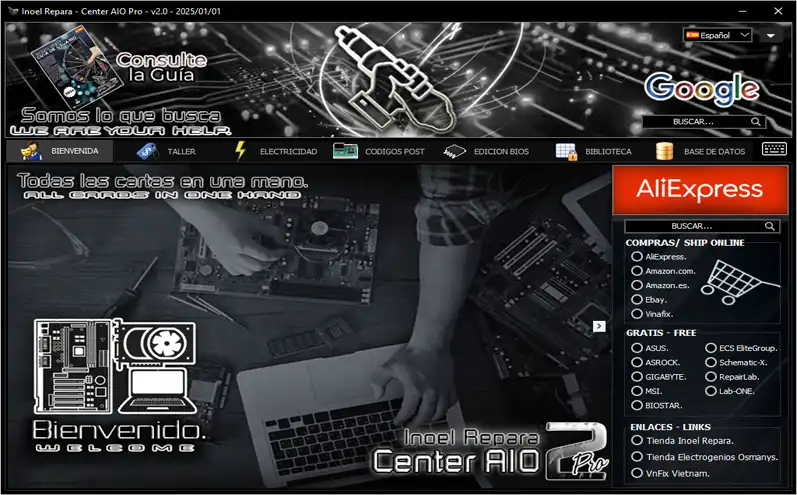 Inoel Repara - Center AIO Pro - v2.0 - 2025/01/01
Español
Consulte
la Guía
Google
Somos lo que busca
WE ARE YOUR HELP.
BUSCAR...
BIENVENIDA
TALLER
ELECTRICIDAD
CODIGOS POST
EDICION BIOS
BIBLIOTECA
BASE DE DATOS
Todas las cartas en una mano.
ALL CARDS IN ONE HAND
AliExpress
BUSCAR...
COMPRAS/ SHIP ONLINE
AliExpress.
Amazon.com.
Amazon.es.
Ebay.
Vinafix.
GRATIS - FREE
ASUS.
ECS EliteGroup.
ASROCK.
Schematic-X.
GIGABYTE.
RepairLab.
MSI.
Lab-ONE.
BIOSTAR.
ENLACES - LINKS
Tienda Inoel Repara.
Tienda Electrogenios Osmanys.
VnFix Vietnam.
Bienvenido.
WELCOME
Inoel Repara
Center AIO 2
Pro